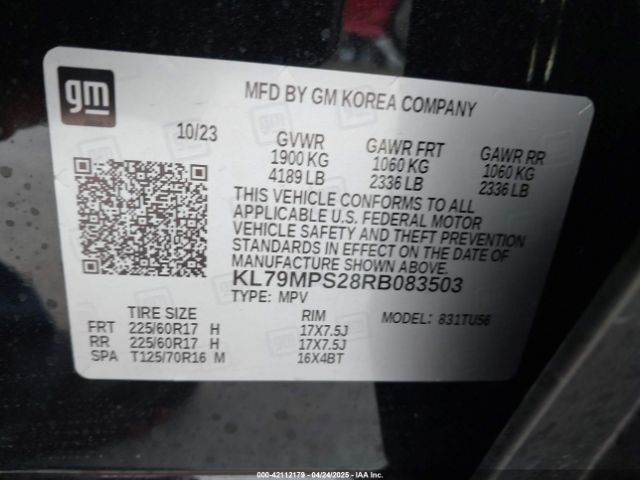 gm
MFD BY GM KOREA COMPANY
10/23
GVWR GAWR FRT GAWR RR
1900 KG 1060 KG 1060 KG
4189 LB 2336 LB 2336 LB
THIS VEHICLE CONFORMS TO ALL
APPLICABLE U.S. FEDERAL MOTOR
VEHICLE SAFETY AND THEFT PREVENTION
STANDARDS IN EFFECT ON THE DATE OF
MANUFACTURE SHOWN ABOVE.
KL79MPS28RB083503
TYPE: MPV
TIRE SIZE RIM MODEL: 831TU56
FRT 225/60R17 H 17X7.5J
RR 225/60R17 H 17X7.5J
SPA T125/70R16 M 16X4BT
000-42112179 - 04/24/2025 - IAA Inc.